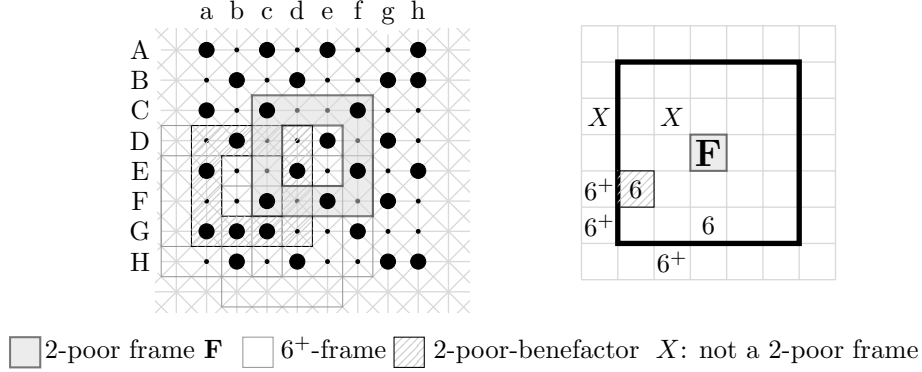 a b c d e f g h
A
B
C
D
E
F
G
H
X X
F
6⁺ 6
6⁺ 6
6⁺
2-poor frame F 6⁺-frame 2-poor-benefactor X: not a 2-poor frame